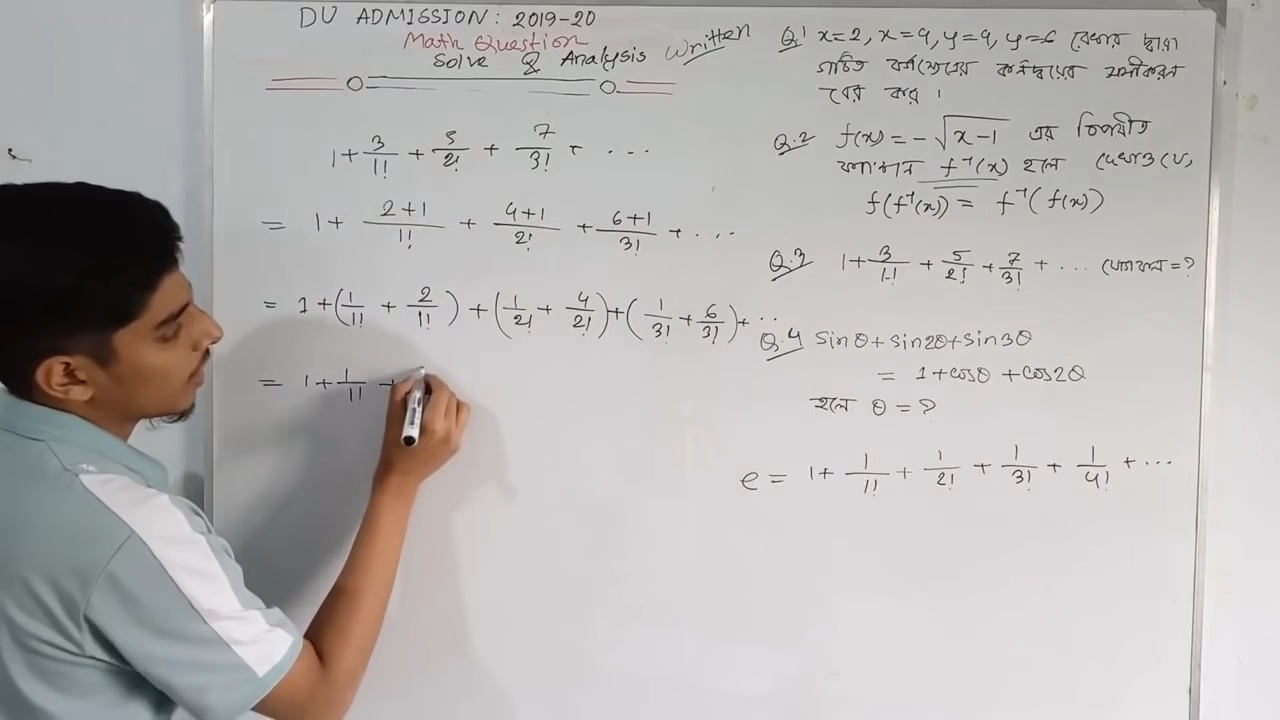 DU ADMISSION: 2019-20
Math Question
Solve & Analysis Written
1 + 3/1! + 5/2! + 7/3! + ...
= 1 + (2+1)/1! + (4+1)/2! + (6+1)/3! + ...
= 1 + (1/1! + 2/1!) + (1/2! + 4/2!) + (1/3! + 6/3!) + ..
= 1 + 1/1! +
Q.1 x=2, x=9, y=9, y=৫ রেখার দ্বারা
গঠিত বর্গক্ষেত্রের কর্ণদ্বয়ের সমীকরণ
বের কর।
Q.2 f(x) = -√(x-1) এর বিপরীত
f⁻¹(x) হলে দেখাও যে,
f(f⁻¹(x)) = f⁻¹(f(x))
Q.3 1 + 3/1! + 5/2! + 7/3! + ... যোগফল = ?
Q.4 sinθ + sin2θ + sin3θ
= 1 + cosθ + cos2θ
হলে θ = ?
e = 1 + 1/1! + 1/2! + 1/3! + 1/4! + ...